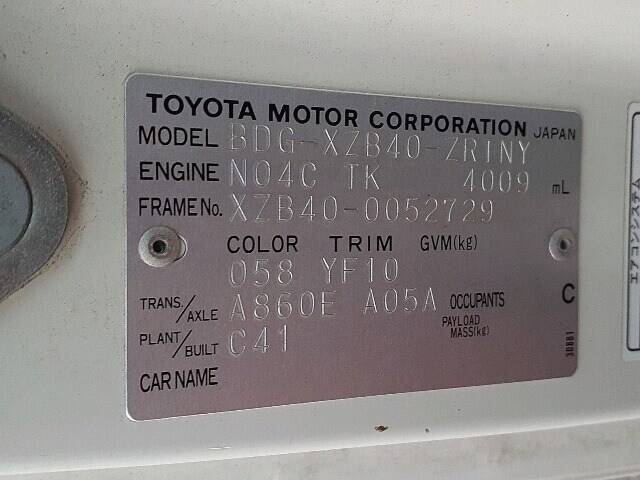 TOYOTA MOTOR CORPORATION JAPAN
MODEL BDG-XZB40-ZRTNY
ENGINE N04C TK 4009 mL
FRAME No. XZB40-0052729
COLOR TRIM GVM(kg)
058 YF10
TRANS./AXLE A860E A05A OCCUPANTS C
PAYLOAD MASS(kg)
PLANT/BUILT C41
CAR NAME